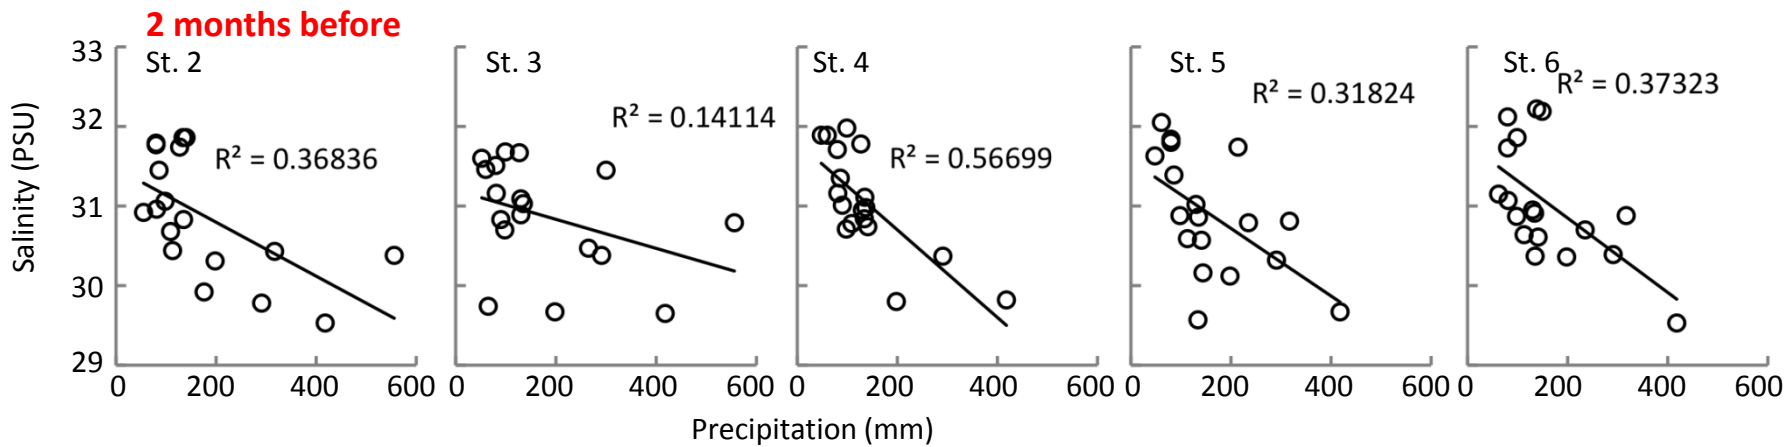 2 months before
St. 2
St. 3
St. 4
St. 5
St. 6
R² = 0.36836
R² = 0.14114
R² = 0.56699
R² = 0.31824
R² = 0.37323
Salinity (PSU)
33
32
31
30
29
0 200 400 600
0 200 400 600
0 200 400 600
0 200 400 600
0 200 400 600
Precipitation (mm)